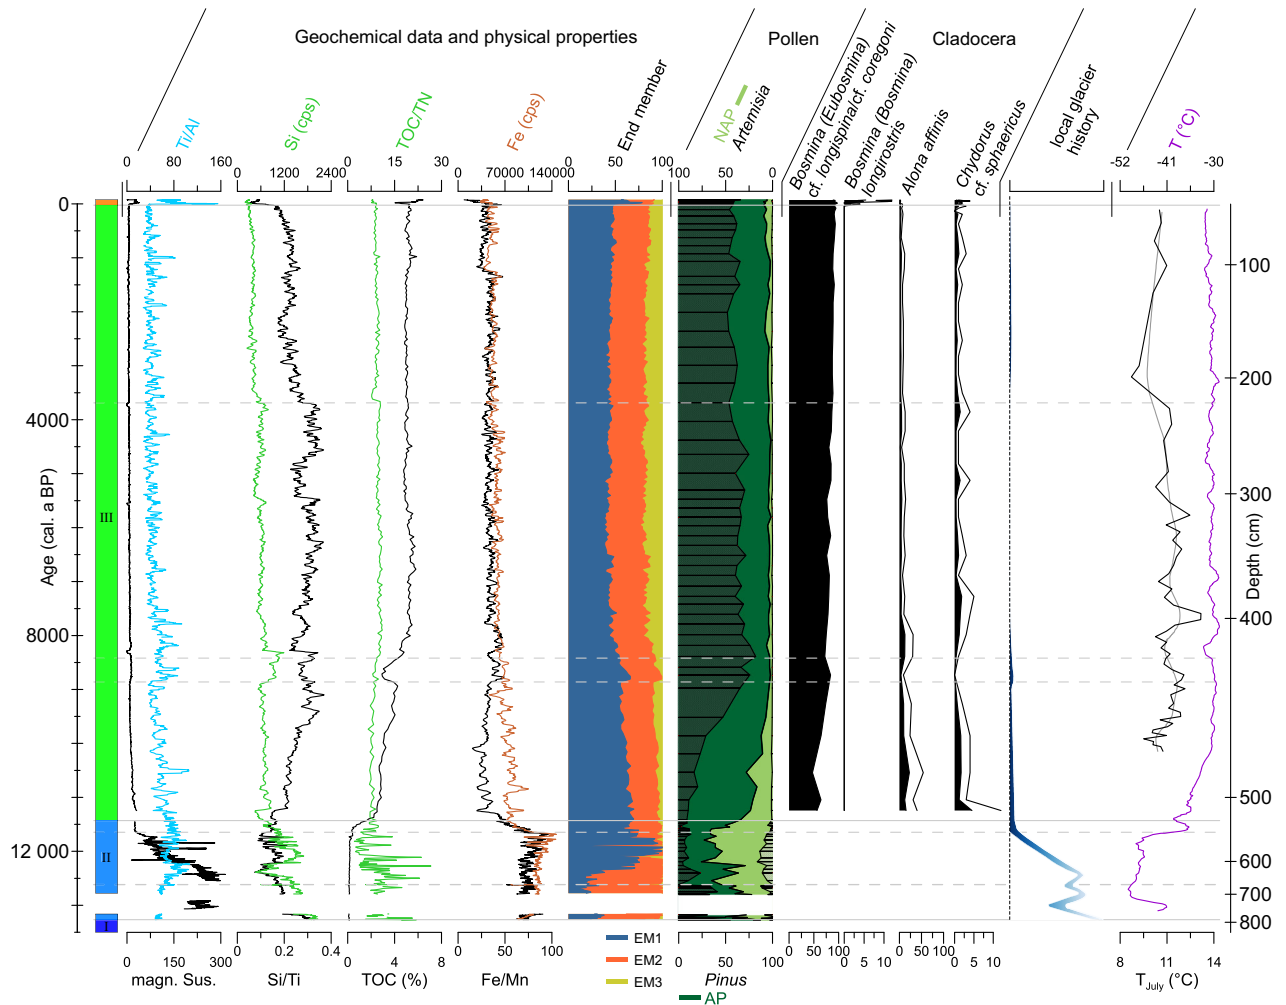 Geochemical data and physical properties
Pollen
Cladocera
Ti/Al
Si (cps)
TOC/TN
Fe (cps)
End member
NAP
Artemisia
Bosmina (Eubosmina)
cf. longispina/cf. coregoni
Bosmina (Bosmina)
longirostris
Alona affinis
Chydorus
cf. sphaericus
local glacier
history
T (°C)
0 80 160
0 1200 2400
0 15 30
0 70000 140000
0 50 100
100 50 0
-52 -41 -30
Age (cal. a BP)
0
4000
8000
12 000
III
II
I
Depth (cm)
100
200
300
400
500
600
700
800
0 150 300
magn. Sus.
0 0.2 0.4
Si/Ti
0 4 8
TOC (%)
0 50 100
Fe/Mn
EM1
EM2
EM3
0 50 100
Pinus
AP
0 50 100
0 5 10
0 5 10
0 5 10
8 11 14
TJuly (°C)